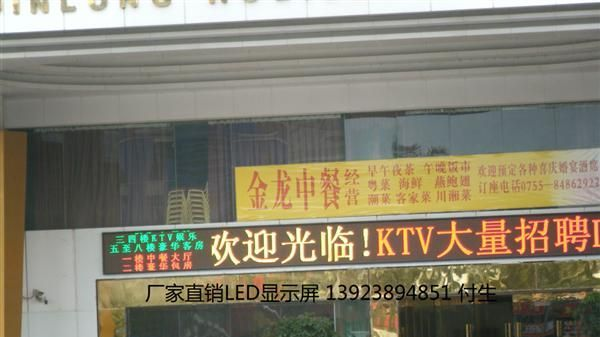 金龙中餐
经营
早午夜茶 午晚饭市
粤菜 海鲜 燕鲍翅
潮菜 客家菜 川湘菜
欢迎预定各种喜庆婚宴酒席
订座电话0755-84862922
三四楼KTV娱乐
五至八楼豪华客房
一楼中餐大厅
二楼豪华包房
欢迎光临!KTV大量招聘
厂家直销LED显示屏 13923894851 付生